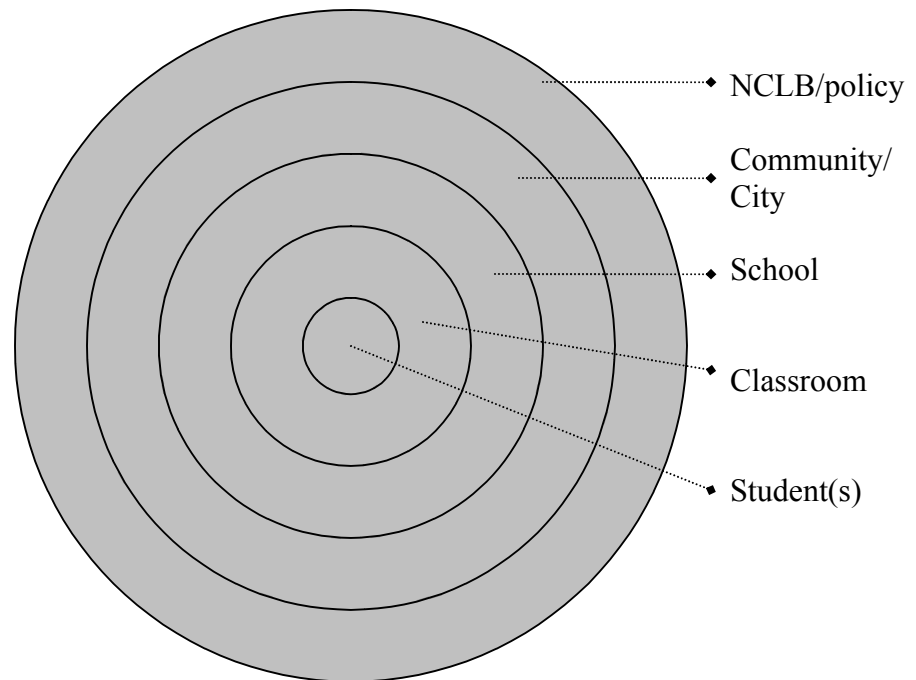 NCLB/policy
Community/
City
School
Classroom
Student(s)